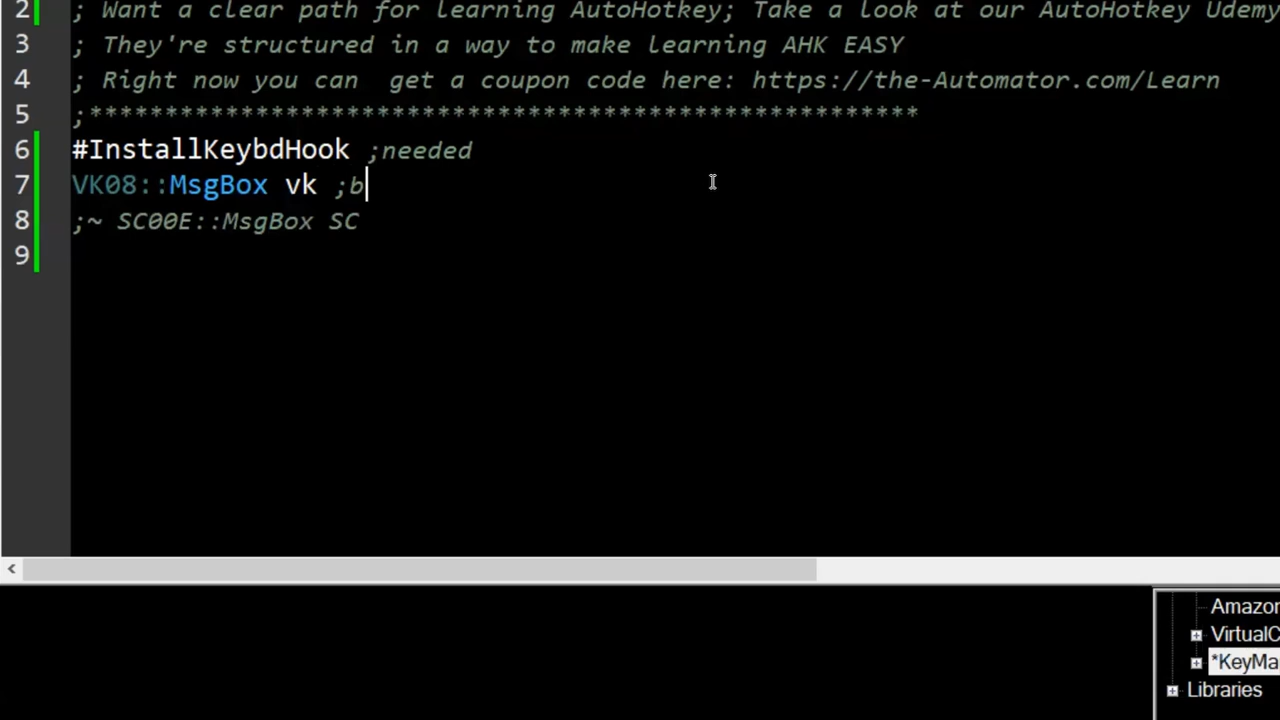 2 ; Want a clear path for learning AutoHotkey; Take a look at our AutoHotkey Udemy
3 ; They're structured in a way to make learning AHK EASY
4 ; Right now you can  get a coupon code here: https://the-Automator.com/Learn
5 ;*******************************************************
6 #InstallKeybdHook ;needed
7 VK08::MsgBox vk ;b
8 ;~ SC00E::MsgBox SC
9
Amazon
VirtualC
*KeyMa
Libraries